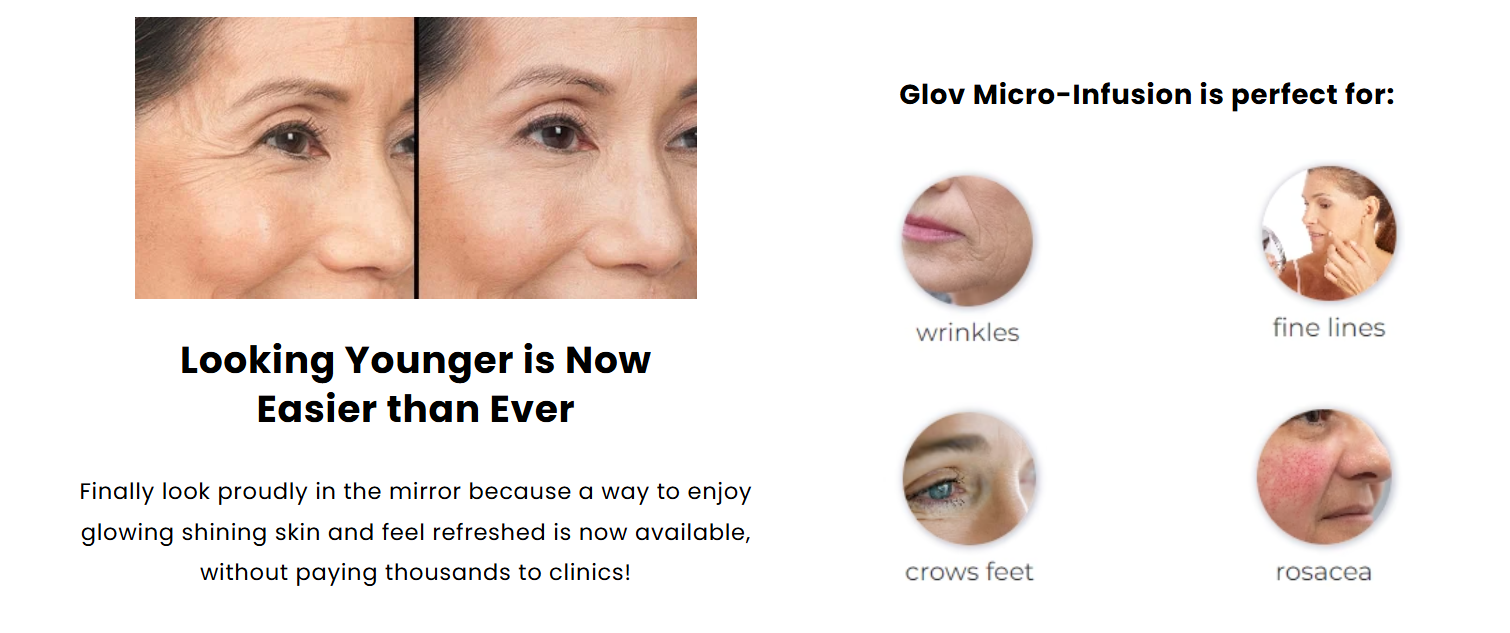 Looking Younger is Now
Easier than Ever
Finally look proudly in the mirror because a way to enjoy
glowing shining skin and feel refreshed is now available,
without paying thousands to clinics!
Glov Micro-Infusion is perfect for:
wrinkles
fine lines
crows feet
rosacea